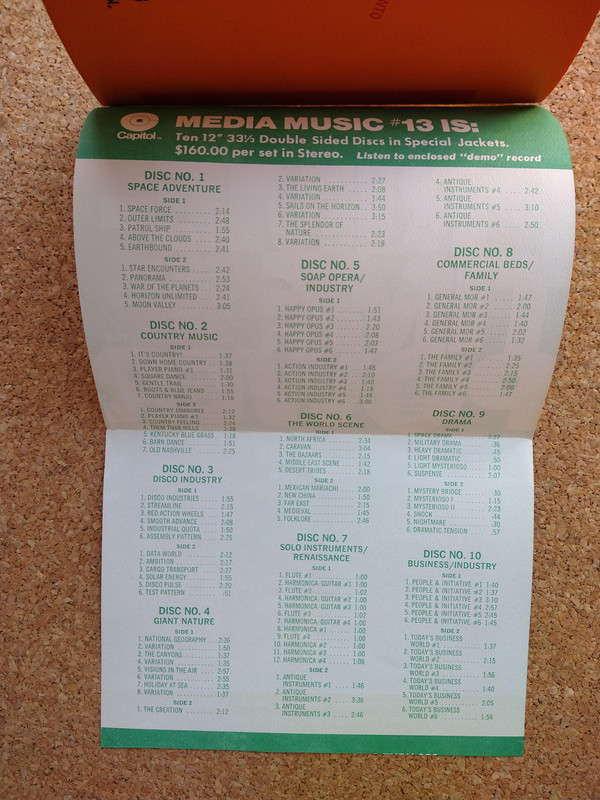 NTO
Capitol
MEDIA MUSIC #13 IS:
Ten 12" 33⅓ Double Sided Discs in Special Jackets.
$160.00 per set in Stereo. Listen to enclosed "demo" record
DISC NO. 1
SPACE ADVENTURE
SIDE 1
1. SPACE FORCE 2:14
2. OUTER LIMITS 2:48
3. PATROL SHIP 1:55
4. ABOVE THE CLOUDS 2:40
5. EARTHBOUND 2:41
SIDE 2
1. STAR ENCOUNTERS 2:42
2. PANORAMA 2:53
3. WAR OF THE PLANETS 2:24
4. HORIZON UNLIMITED 2:41
5. MOON VALLEY 3:05
DISC NO. 2
COUNTRY MUSIC
SIDE 1
1. IT'S COUNTRY! 1:37
2. DOWN HOME COUNTRY 1:38
3. PLAYER PIANO #1 1:31
4. SQUARE DANCE 2:00
5. GENTLE TRAIL 1:30
6. BOOTS & BLUE JEANS 1:55
7. COUNTRY BANJO 1:16
SIDE 2
1. COUNTRY JAMBOREE 2:12
2. PLAYER PIANO #2 1:32
3. COUNTRY FEELING 2:24
4. THEM THAR HILLS 1:38
5. KENTUCKY BLUE GRASS 1:18
6. BARN DANCE 1:51
7. OLD NASHVILLE 2:25
DISC NO. 3
DISCO INDUSTRY
SIDE 1
1. DISCO INDUSTRIES 1:55
2. STREAMLINE 2:15
3. RED ACTION WHEELS 1:47
4. SMOOTH ADVANCE 2:08
5. INDUSTRIAL QUOTA 1:50
6. ASSEMBLY PATTERN 2:25
SIDE 2
1. DATA WORLD 2:12
2. AMBITION 2:17
3. CARGO TRANSPORT 2:27
4. SOLAR ENERGY 1:55
5. DISCO PULSE 2:20
6. TEST PATTERN :51
DISC NO. 4
GIANT NATURE
SIDE 1
1. NATIONAL GEOGRAPHY 2:36
2. VARIATION 1:50
3. THE CANYONS 1:37
4. VARIATION 1:35
5. VISIONS IN THE AIR 2:57
6. VARIATION 2:55
7. HOLIDAY AT SEA 2:35
8. VARIATION 1:37
SIDE 2
1. THE CREATION 2:12
2. VARIATION 2:27
3. THE LIVING EARTH 2:08
4. VARIATION 1:44
5. SAILS ON THE HORIZON 3:50
6. VARIATION 3:15
7. THE SPLENDOR OF
NATURE 2:23
8. VARIATION 2:18
DISC NO. 5
SOAP OPERA/
INDUSTRY
SIDE 1
1. HAPPY OPUS #1 1:51
2. HAPPY OPUS #2 1:43
3. HAPPY OPUS #3 2:20
4. HAPPY OPUS #4 2:08
5. HAPPY OPUS #5 2:03
6. HAPPY OPUS #6 1:47
SIDE 2
1. ACTION INDUSTRY #1 1:45
2. ACTION INDUSTRY #2 2:10
3. ACTION INDUSTRY #3 1:40
4. ACTION INDUSTRY #4 1:18
5. ACTION INDUSTRY #5 1:45
6. ACTION INDUSTRY #6 3:06
DISC NO. 6
THE WORLD SCENE
SIDE 1
1. NORTH AFRICA 2:34
2. CARAVAN 3:04
3. THE BAZAARS 2:15
4. MIDDLE EAST SCENE 1:42
5. DESERT TRIBES 2:18
SIDE 2
1. MEXICAN MARIACHI 2:00
2. NEW CHINA 1:50
3. FAR EAST 2:15
4. MEDIEVAL 1:45
5. FOLKLORE 2:46
DISC NO. 7
SOLO INSTRUMENTS/
RENAISSANCE
SIDE 1
1. FLUTE #1 1:00
2. HARMONICA/GUITAR #1 1:00
3. FLUTE #2 1:02
4. HARMONICA/GUITAR #2 1:00
5. HARMONICA/GUITAR #3 1:00
6. FLUTE #3 1:02
7. HARMONICA/GUITAR #4 1:00
8. HARMONICA #1 1:00
9. FLUTE #4 1:00
10. HARMONICA #2 1:00
11. HARMONICA #3 1:00
12. HARMONICA #4 1:06
SIDE 2
1. ANTIQUE
INSTRUMENTS #1 1:46
2. ANTIQUE
INSTRUMENTS #2 3:36
3. ANTIQUE
INSTRUMENTS #3 2:46
4. ANTIQUE
INSTRUMENTS #4 2:42
5. ANTIQUE
INSTRUMENTS #5 3:10
6. ANTIQUE
INSTRUMENTS #6 2:50
DISC NO. 8
COMMERCIAL BEDS/
FAMILY
SIDE 1
1. GENERAL MOR #1 1:47
2. GENERAL MOR #2 2:00
3. GENERAL MOR #3 1:44
4. GENERAL MOR #4 1:40
5. GENERAL MOR #5 2:02
6. GENERAL MOR #6 1:32
SIDE 2
1. THE FAMILY #1 1:35
2. THE FAMILY #2 2:25
3. THE FAMILY #3 2:15
4. THE FAMILY #4 2:50
5. THE FAMILY #5 2:00
6. THE FAMILY #6 1:47
DISC NO. 9
DRAMA
SIDE 1
1. SPACE DRAMA 2:27
2. MILITARY DRAMA :36
3. HEAVY DRAMATIC :45
4. LIGHT DRAMATIC :50
5. LIGHT MYSTERIOSO 1:00
6. SUSPENSE 2:07
SIDE 2
1. MYSTERY BRIDGE :30
2. MYSTERIOSO I 1:15
3. MYSTERIOSO II 2:23
4. SHOCK :44
5. NIGHTMARE :30
6. DRAMATIC TENSION :57
DISC NO. 10
BUSINESS/INDUSTRY
SIDE 1
1. PEOPLE & INITIATIVE #1 1:40
2. PEOPLE & INITIATIVE #2 1:37
3. PEOPLE & INITIATIVE #3 3:10
4. PEOPLE & INITIATIVE #4 2:57
5. PEOPLE & INITIATIVE #5 2:45
6. PEOPLE & INITIATIVE #6 1:45
SIDE 2
1. TODAY'S BUSINESS
WORLD #1 1:37
2. TODAY'S BUSINESS
WORLD #2 2:15
3. TODAY'S BUSINESS
WORLD #3 1:56
4. TODAY'S BUSINESS
WORLD #4 1:40
5. TODAY'S BUSINESS
WORLD #5 2:05
6. TODAY'S BUSINESS
WORLD #6 1:56